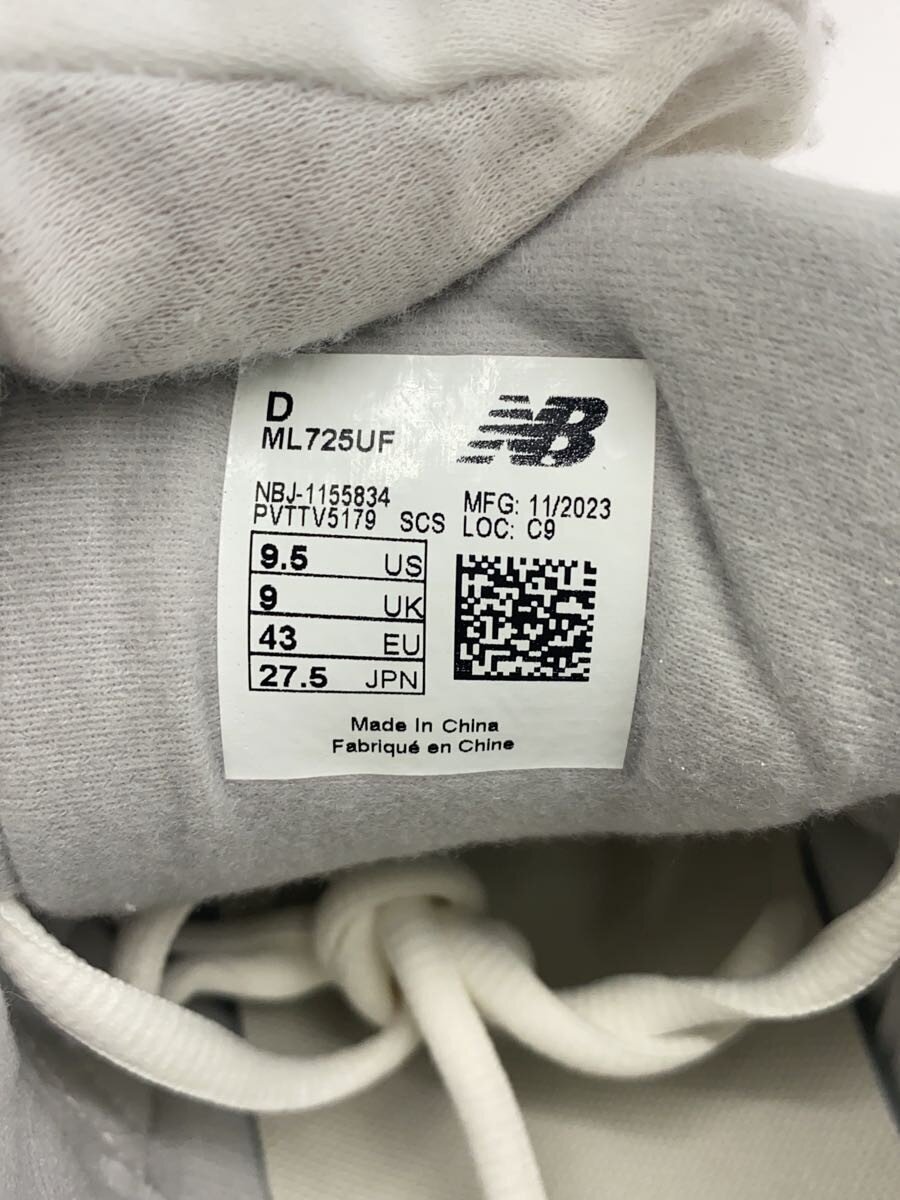 D
NB
ML725UF
NBJ-1155834
PVTTV5179 SCS
MFG: 11/2023
LOC: C9
9.5 US
9 UK
43 EU
27.5 JPN
Made In China
Fabriqué en Chine